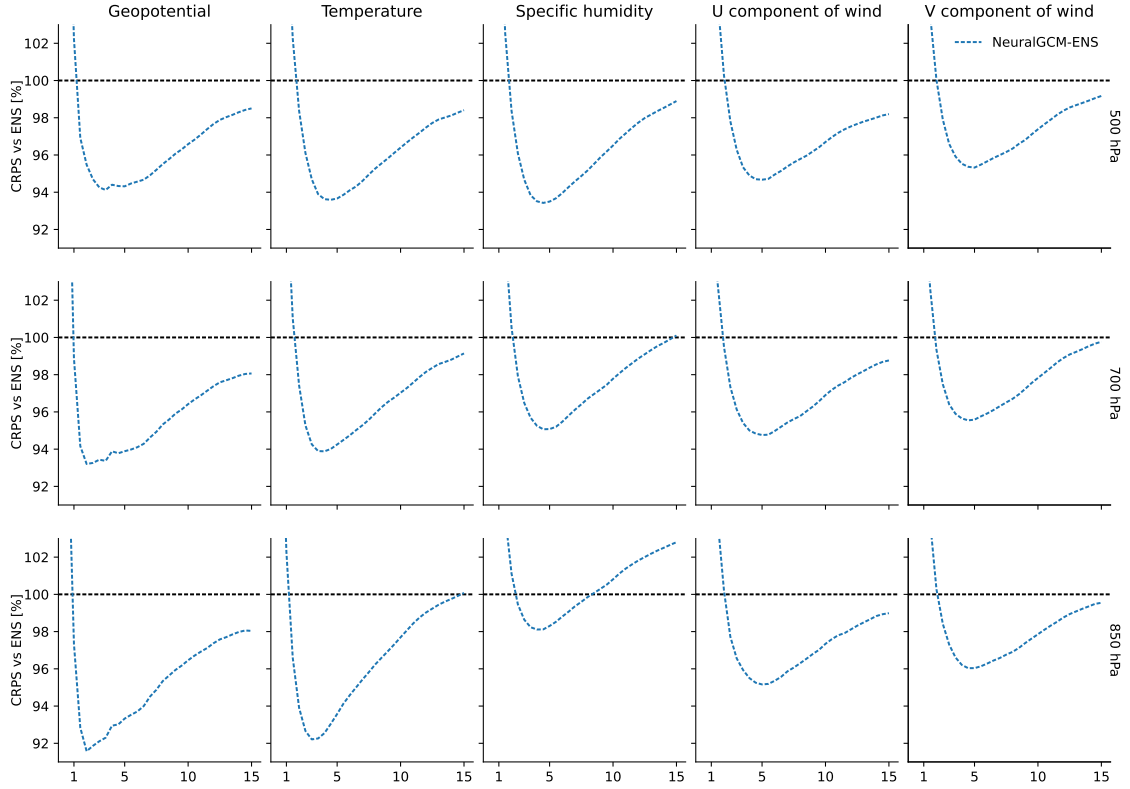 Geopotential Temperature Specific humidity U component of wind V component of wind
NeuralGCM-ENS
CRPS vs ENS [%]
102
100
98
96
94
92
500 hPa
CRPS vs ENS [%]
102
100
98
96
94
92
700 hPa
CRPS vs ENS [%]
102
100
98
96
94
92
850 hPa
1 5 10 15 1 5 10 15 1 5 10 15 1 5 10 15 1 5 10 15